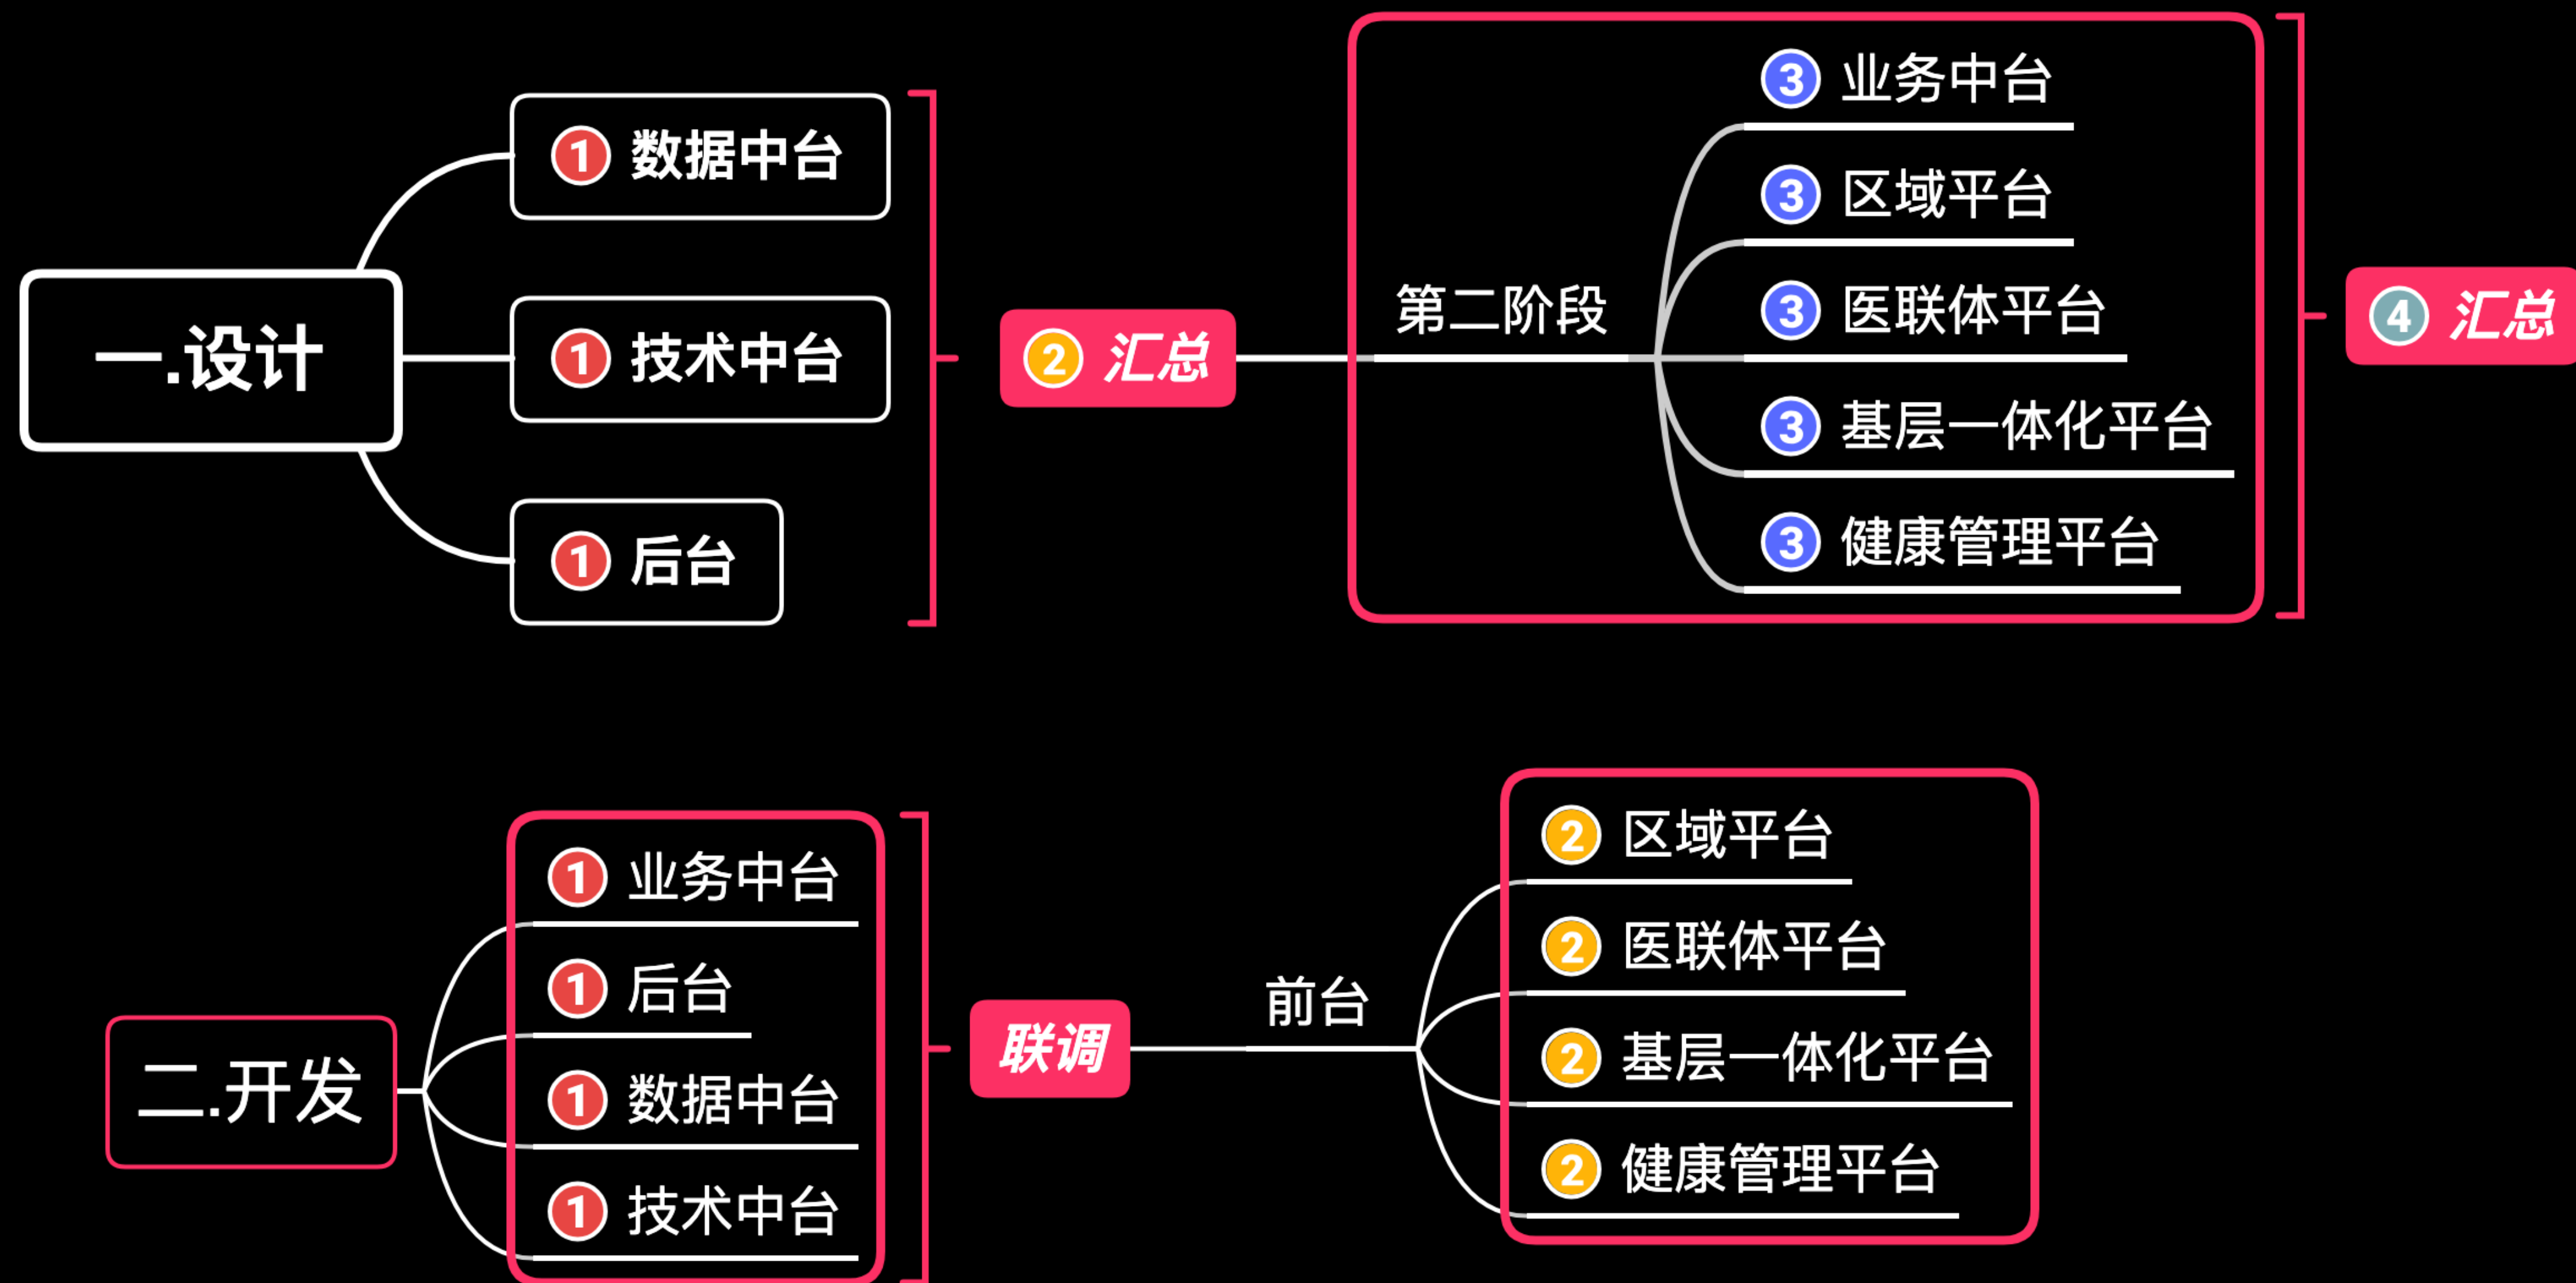 一.设计
1 数据中台
1 技术中台
1 后台
2 汇总
第二阶段
3 业务中台
3 区域平台
3 医联体平台
3 基层一体化平台
3 健康管理平台
4 汇总
二.开发
1 业务中台
1 后台
1 数据中台
1 技术中台
联调
前台
2 区域平台
2 医联体平台
2 基层一体化平台
2 健康管理平台